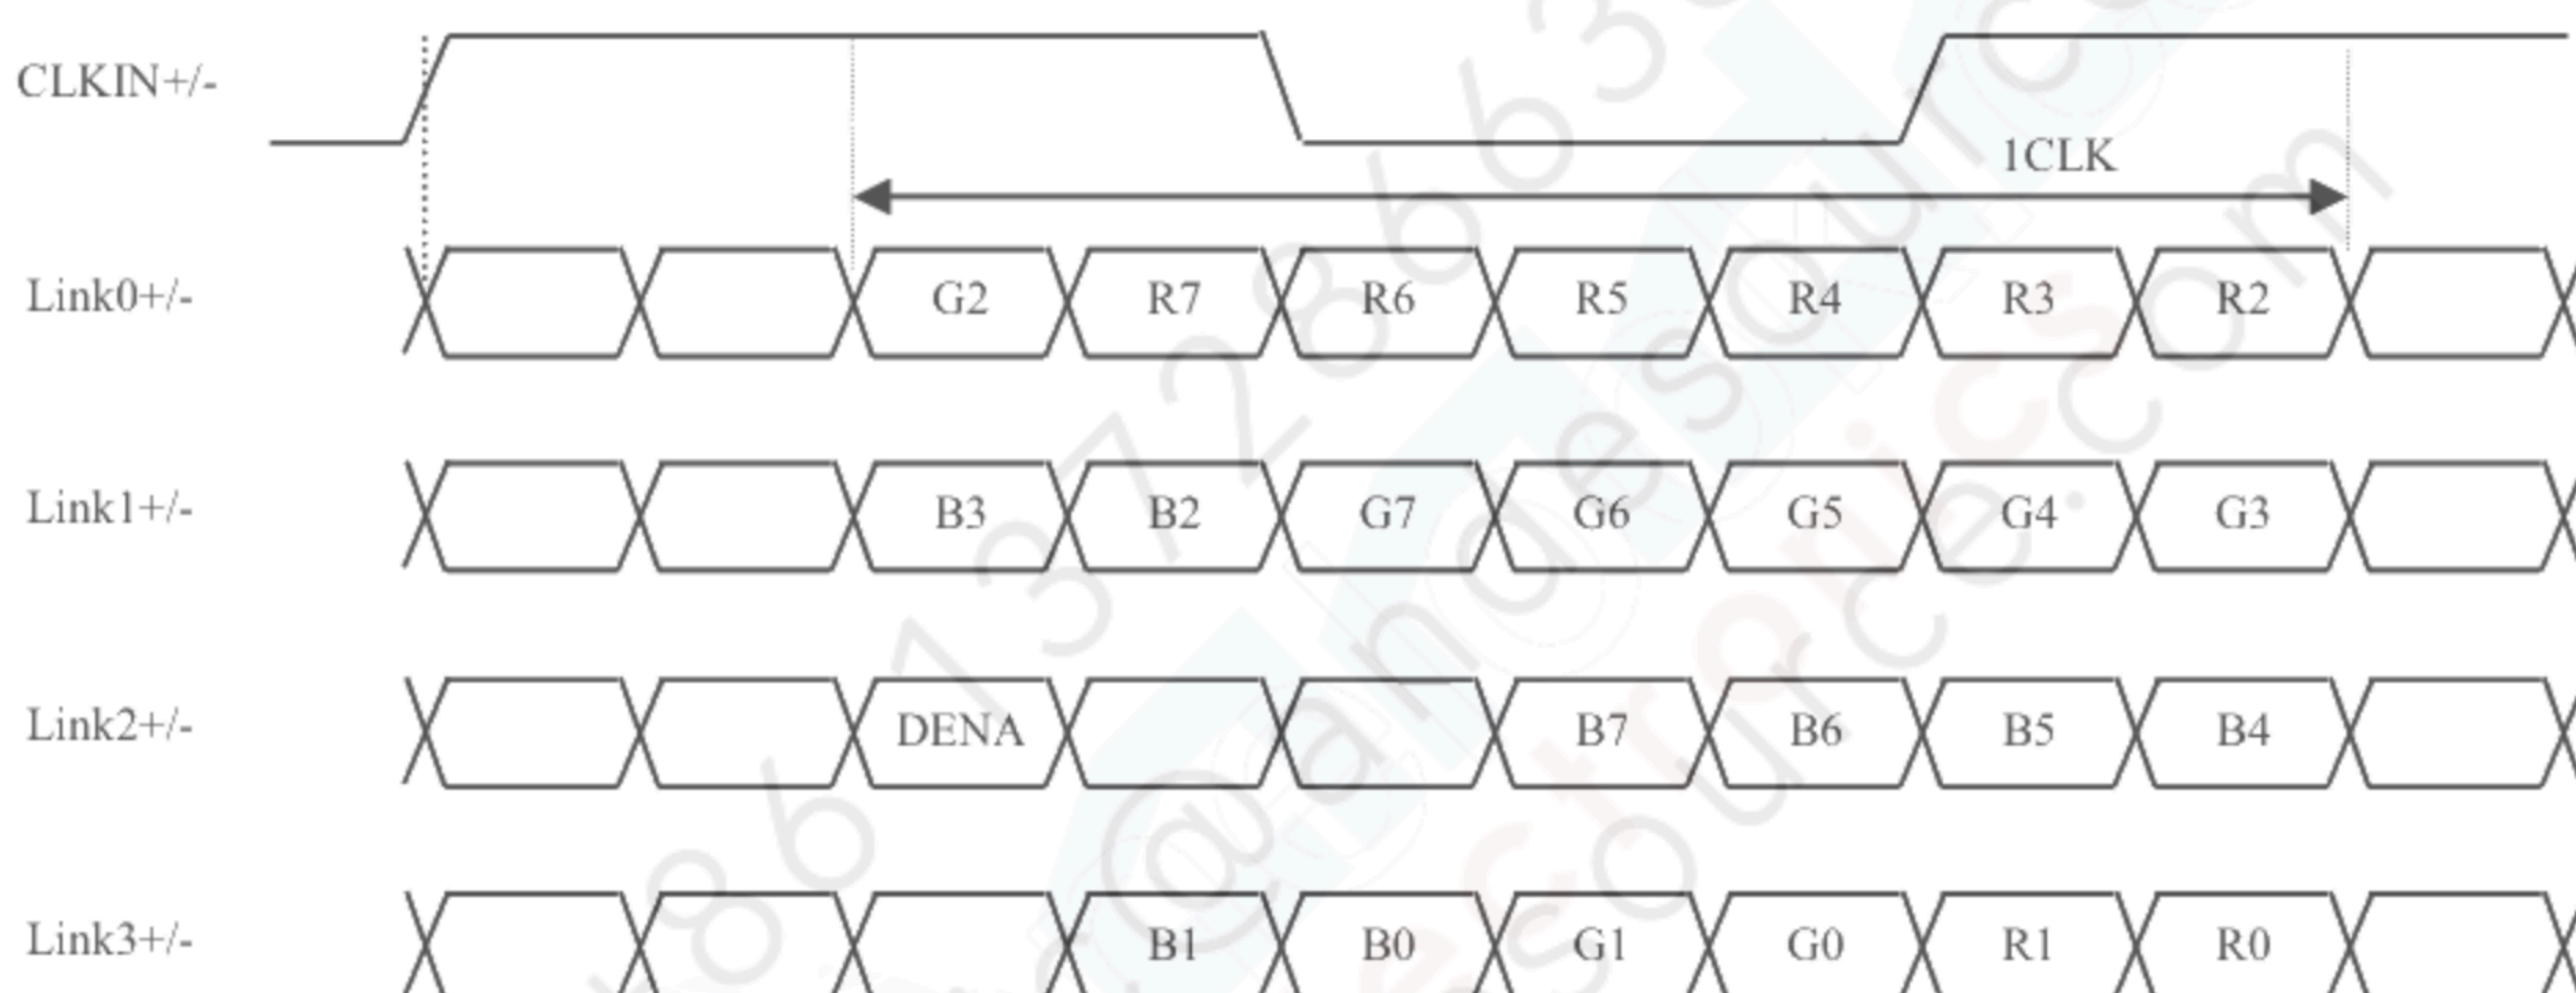 CLKIN+/-
1CLK
Link0+/- G2 R7 R6 R5 R4 R3 R2
Link1+/- B3 B2 G7 G6 G5 G4 G3
Link2+/- DENA B7 B6 B5 B4
Link3+/- B1 B0 G1 G0 R1 R0